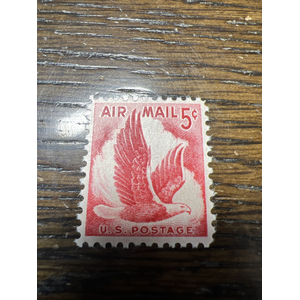 AIR MAIL 5¢
U.S. POSTAGE